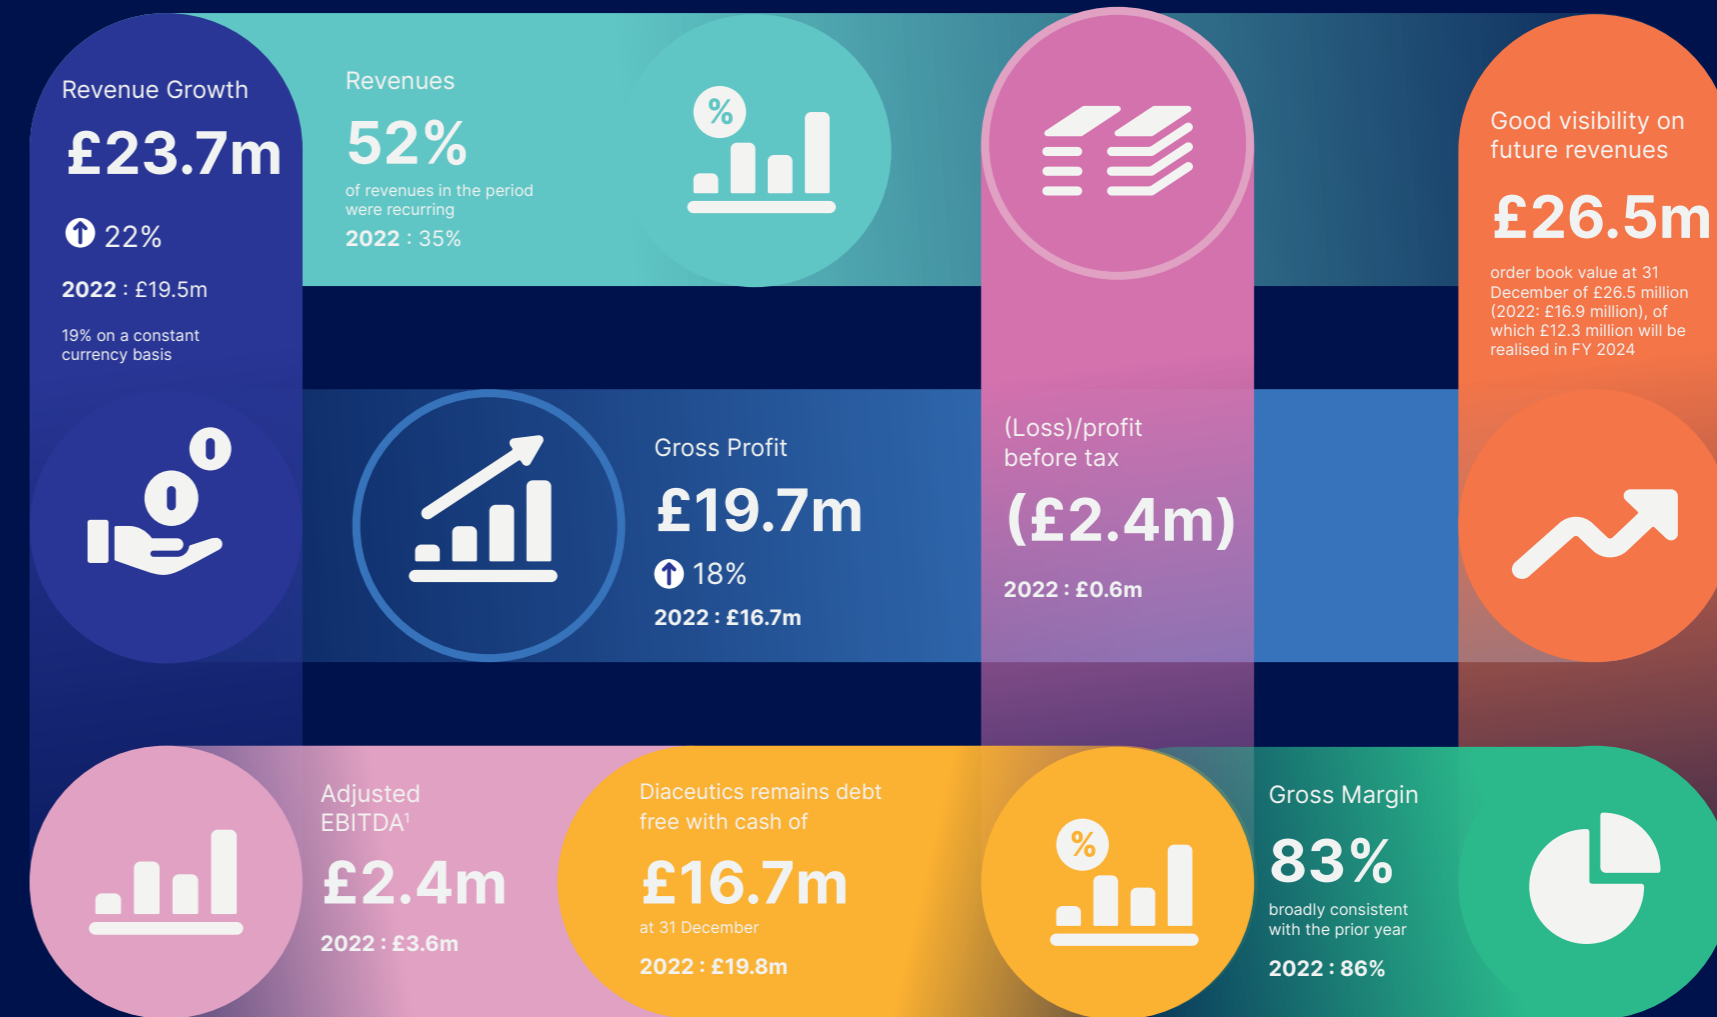 Revenue Growth
£23.7m
22%
2022 : £19.5m
19% on a constant
currency basis
Revenues
52%
of revenues in the period
were recurring
2022 : 35%
%
Good visibility on
future revenues
£26.5m
order book value at 31
December of £26.5 million
(2022: £16.9 million), of
which £12.3 million will be
realised in FY 2024
Gross Profit
£19.7m
18%
2022 : £16.7m
(Loss)/profit
before tax
(£2.4m)
2022 : £0.6m
Adjusted
EBITDA¹
£2.4m
2022 : £3.6m
Diaceutics remains debt
free with cash of
£16.7m
at 31 December
2022 : £19.8m
%
Gross Margin
83%
broadly consistent
with the prior year
2022 : 86%